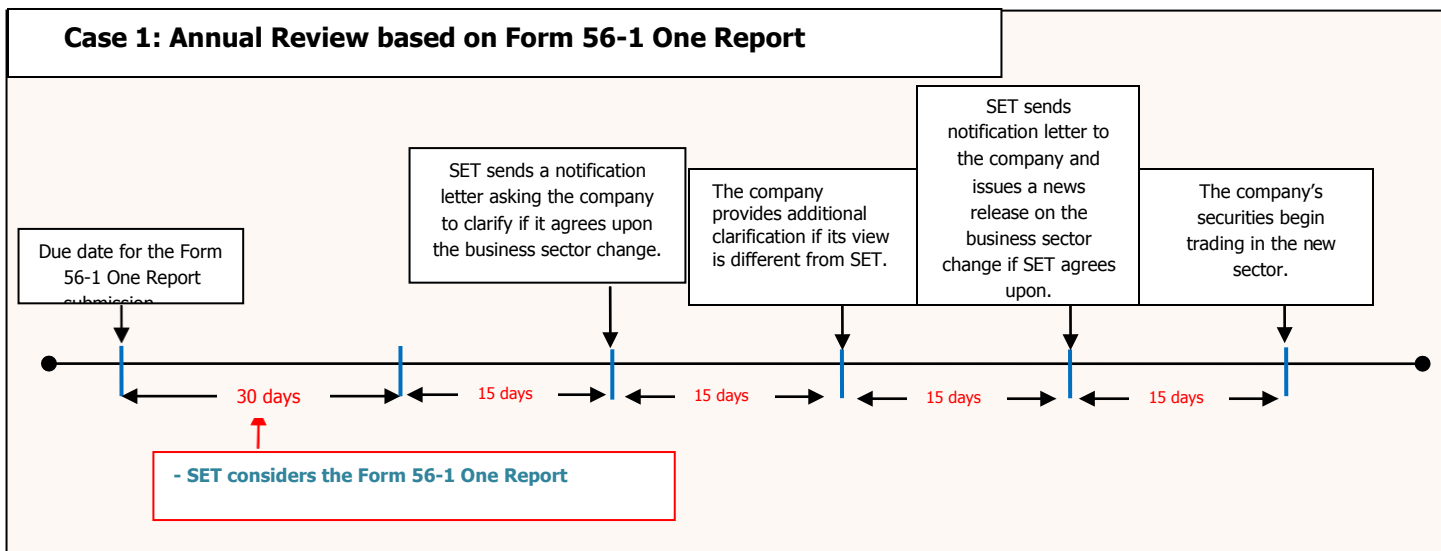 Case 1: Annual Review based on Form 56-1 One Report
Due date for the Form
56-1 One Report
submission
SET sends a notification
letter asking the company
to clarify if it agrees upon
the business sector change.
The company
provides additional
clarification if its view
is different from SET.
SET sends
notification letter to
the company and
issues a news
release on the
business sector
change if SET agrees
upon.
The company’s
securities begin
trading in the new
sector.
30 days
15 days
15 days
15 days
15 days
- SET considers the Form 56-1 One Report